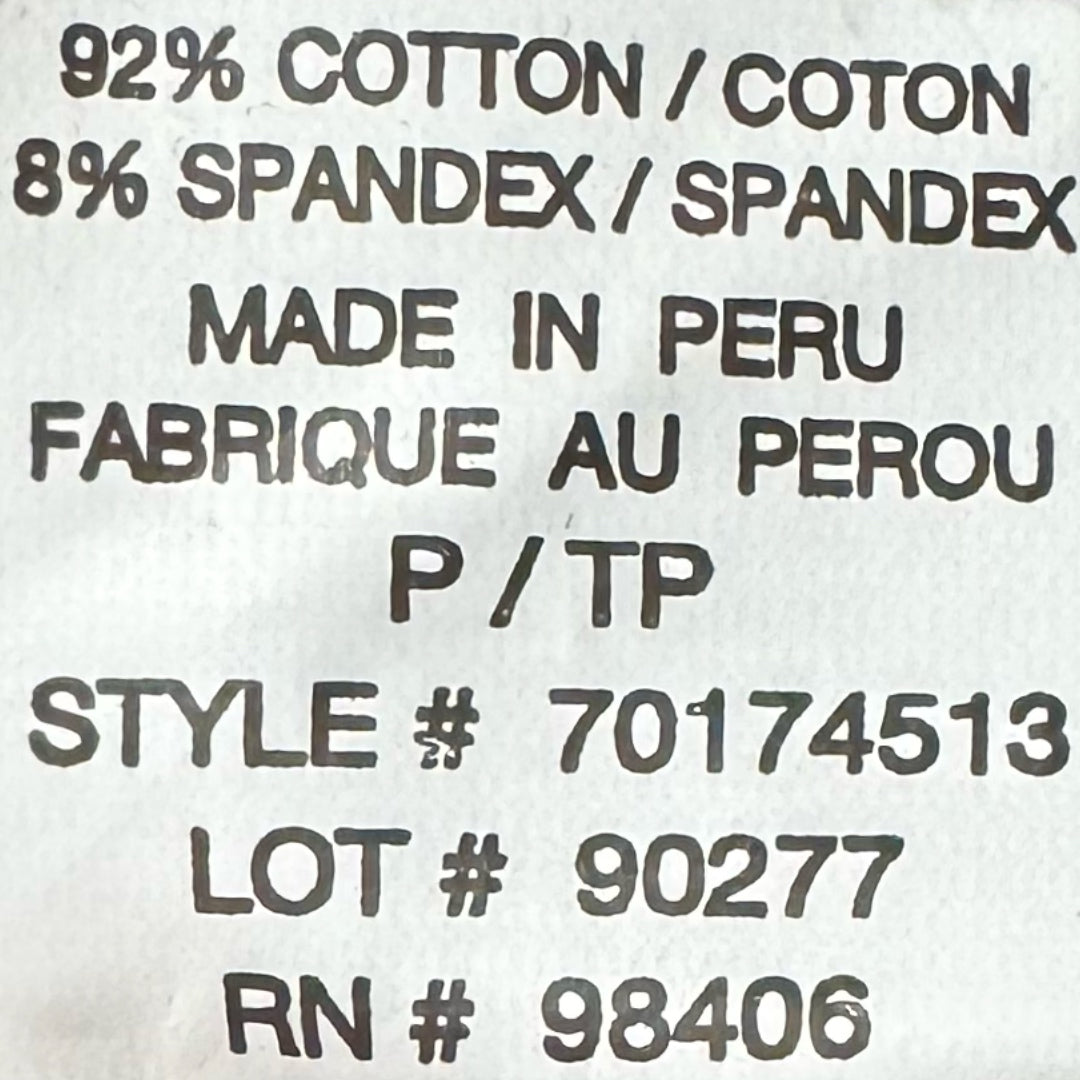 92% COTTON / COTON
8% SPANDEX / SPANDEX
MADE IN PERU
FABRIQUE AU PEROU
P / TP
STYLE # 70174513
LOT # 90277
RN # 98406